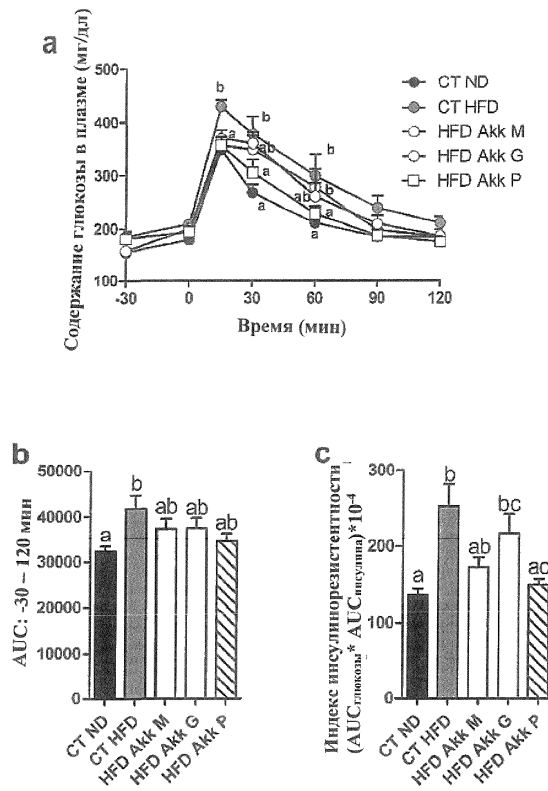 a
Содержание глюкозы в плазме (мг/дл)
500
400
300
200
100
-30
0
30
60
90
120
Время (мин)
CT ND
CT HFD
HFD Akk M
HFD Akk G
HFD Akk P
b
b
a
ab
a
a
b
b
ab
a
a
b
AUC: -30 – 120 мин
50000
40000
30000
20000
10000
0
a
b
ab
ab
ab
CT ND
CT HFD
HFD Akk M
HFD Akk G
HFD Akk P
c
Индекс инсулинорезистентности
(AUCглюкозы* AUCинсулина)*10-4
300
200
100
0
a
b
ab
bc
ac
CT ND
CT HFD
HFD Akk M
HFD Akk G
HFD Akk P